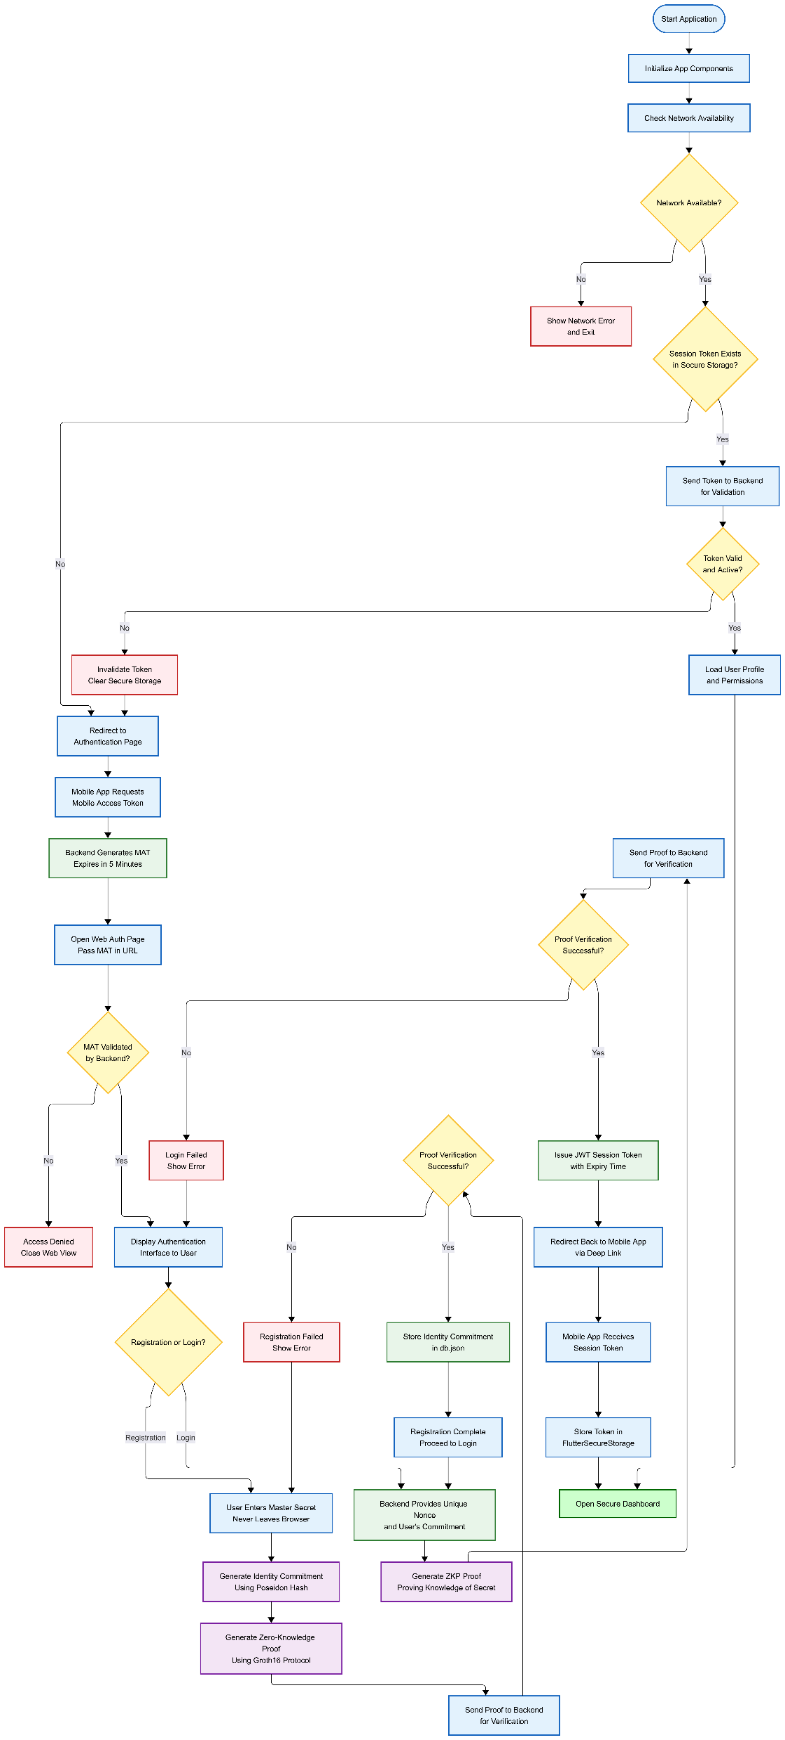 Start Application
Initialize App Components
Check Network Availability
Network Available?
No
Yes
Show Network Error
and Exit
Session Token Exists
in Secure Storage?
Yes
Send Token to Backend
for Validation
No
Token Valid
and Active?
No
Yes
Invalidate Token
Clear Secure Storage
Load User Profile
and Permissions
Redirect to
Authentication Page
Mobile App Requests
Mobile Access Token
Backend Generates MAT
Expires in 5 Minutes
Send Proof to Backend
for Verification
Open Web Auth Page
Pass MAT in URL
Proof Verification
Successful?
MAT Validated
by Backend?
No
Yes
No
Yes
Login Failed
Show Error
Proof Verification
Successful?
Issue JWT Session Token
with Expiry Time
Access Denied
Close Web View
Display Authentication
Interface to User
No
Yes
Redirect Back to Mobile App
via Deep Link
Registration or Login?
Registration Failed
Show Error
Store Identity Commitment
in db.json
Mobile App Receives
Session Token
Registration
Login
Registration Complete
Proceed to Login
Store Token in
FlutterSecureStorage
User Enters Master Secret
Never Leaves Browser
Backend Provides Unique
Nonce
and User's Commitment
Open Secure Dashboard
Generate Identity Commitment
Using Poseidon Hash
Generate ZKP Proof
Proving Knowledge of Secret
Generate Zero-Knowledge
Proof
Using Groth16 Protocol
Send Proof to Backend
for Verification